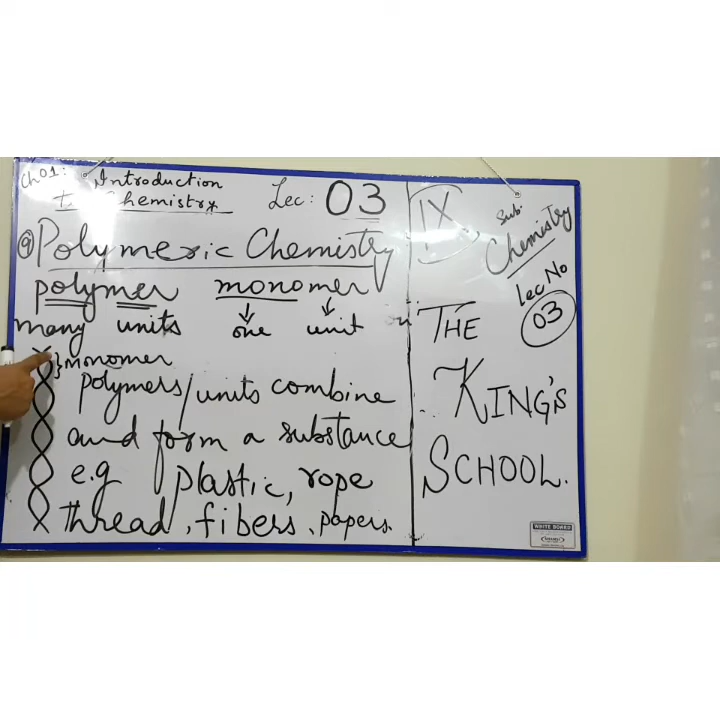 Ch 01: Introduction
to Chemistry
Lec: 03
9 Polymeric Chemistry
polymer monomer
many units one unit
} monomer
polymers/units combine
and form a substance
e.g plastic, rope
thread, fibers, papers.
IX
Sub:
Chemistry
Lec No
03
THE
KING'S
SCHOOL.
WHITE BOARD